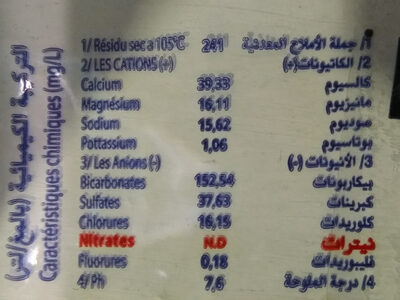 التركيبة الكيميائية (بالمغ/لتر)
Caractéristiques chimiques (mg/L)
1/ Résidu sec a 105°C 241 1/ جملة الأملاح المعدنية
2/ LES CATIONS (+) 2/ الكاتيونات (+)
Calcium 39,33 كالسيوم
Magnésium 16,11 مانيزيوم
Sodium 15,62 صوديوم
Pottassium 1,06 بوتاسيوم
3/ Les Anions (-) 3/ الأنيونات (-)
Bicarbonates 152,54 بيكاربونات
Sulfates 37,63 كبريتات
Chlorures 16,15 كلوريدات
Nitrates N.D نيترات
Fluorures 0,18 فليوريدات
4/ Ph 7,6 4/ درجة الملوحة